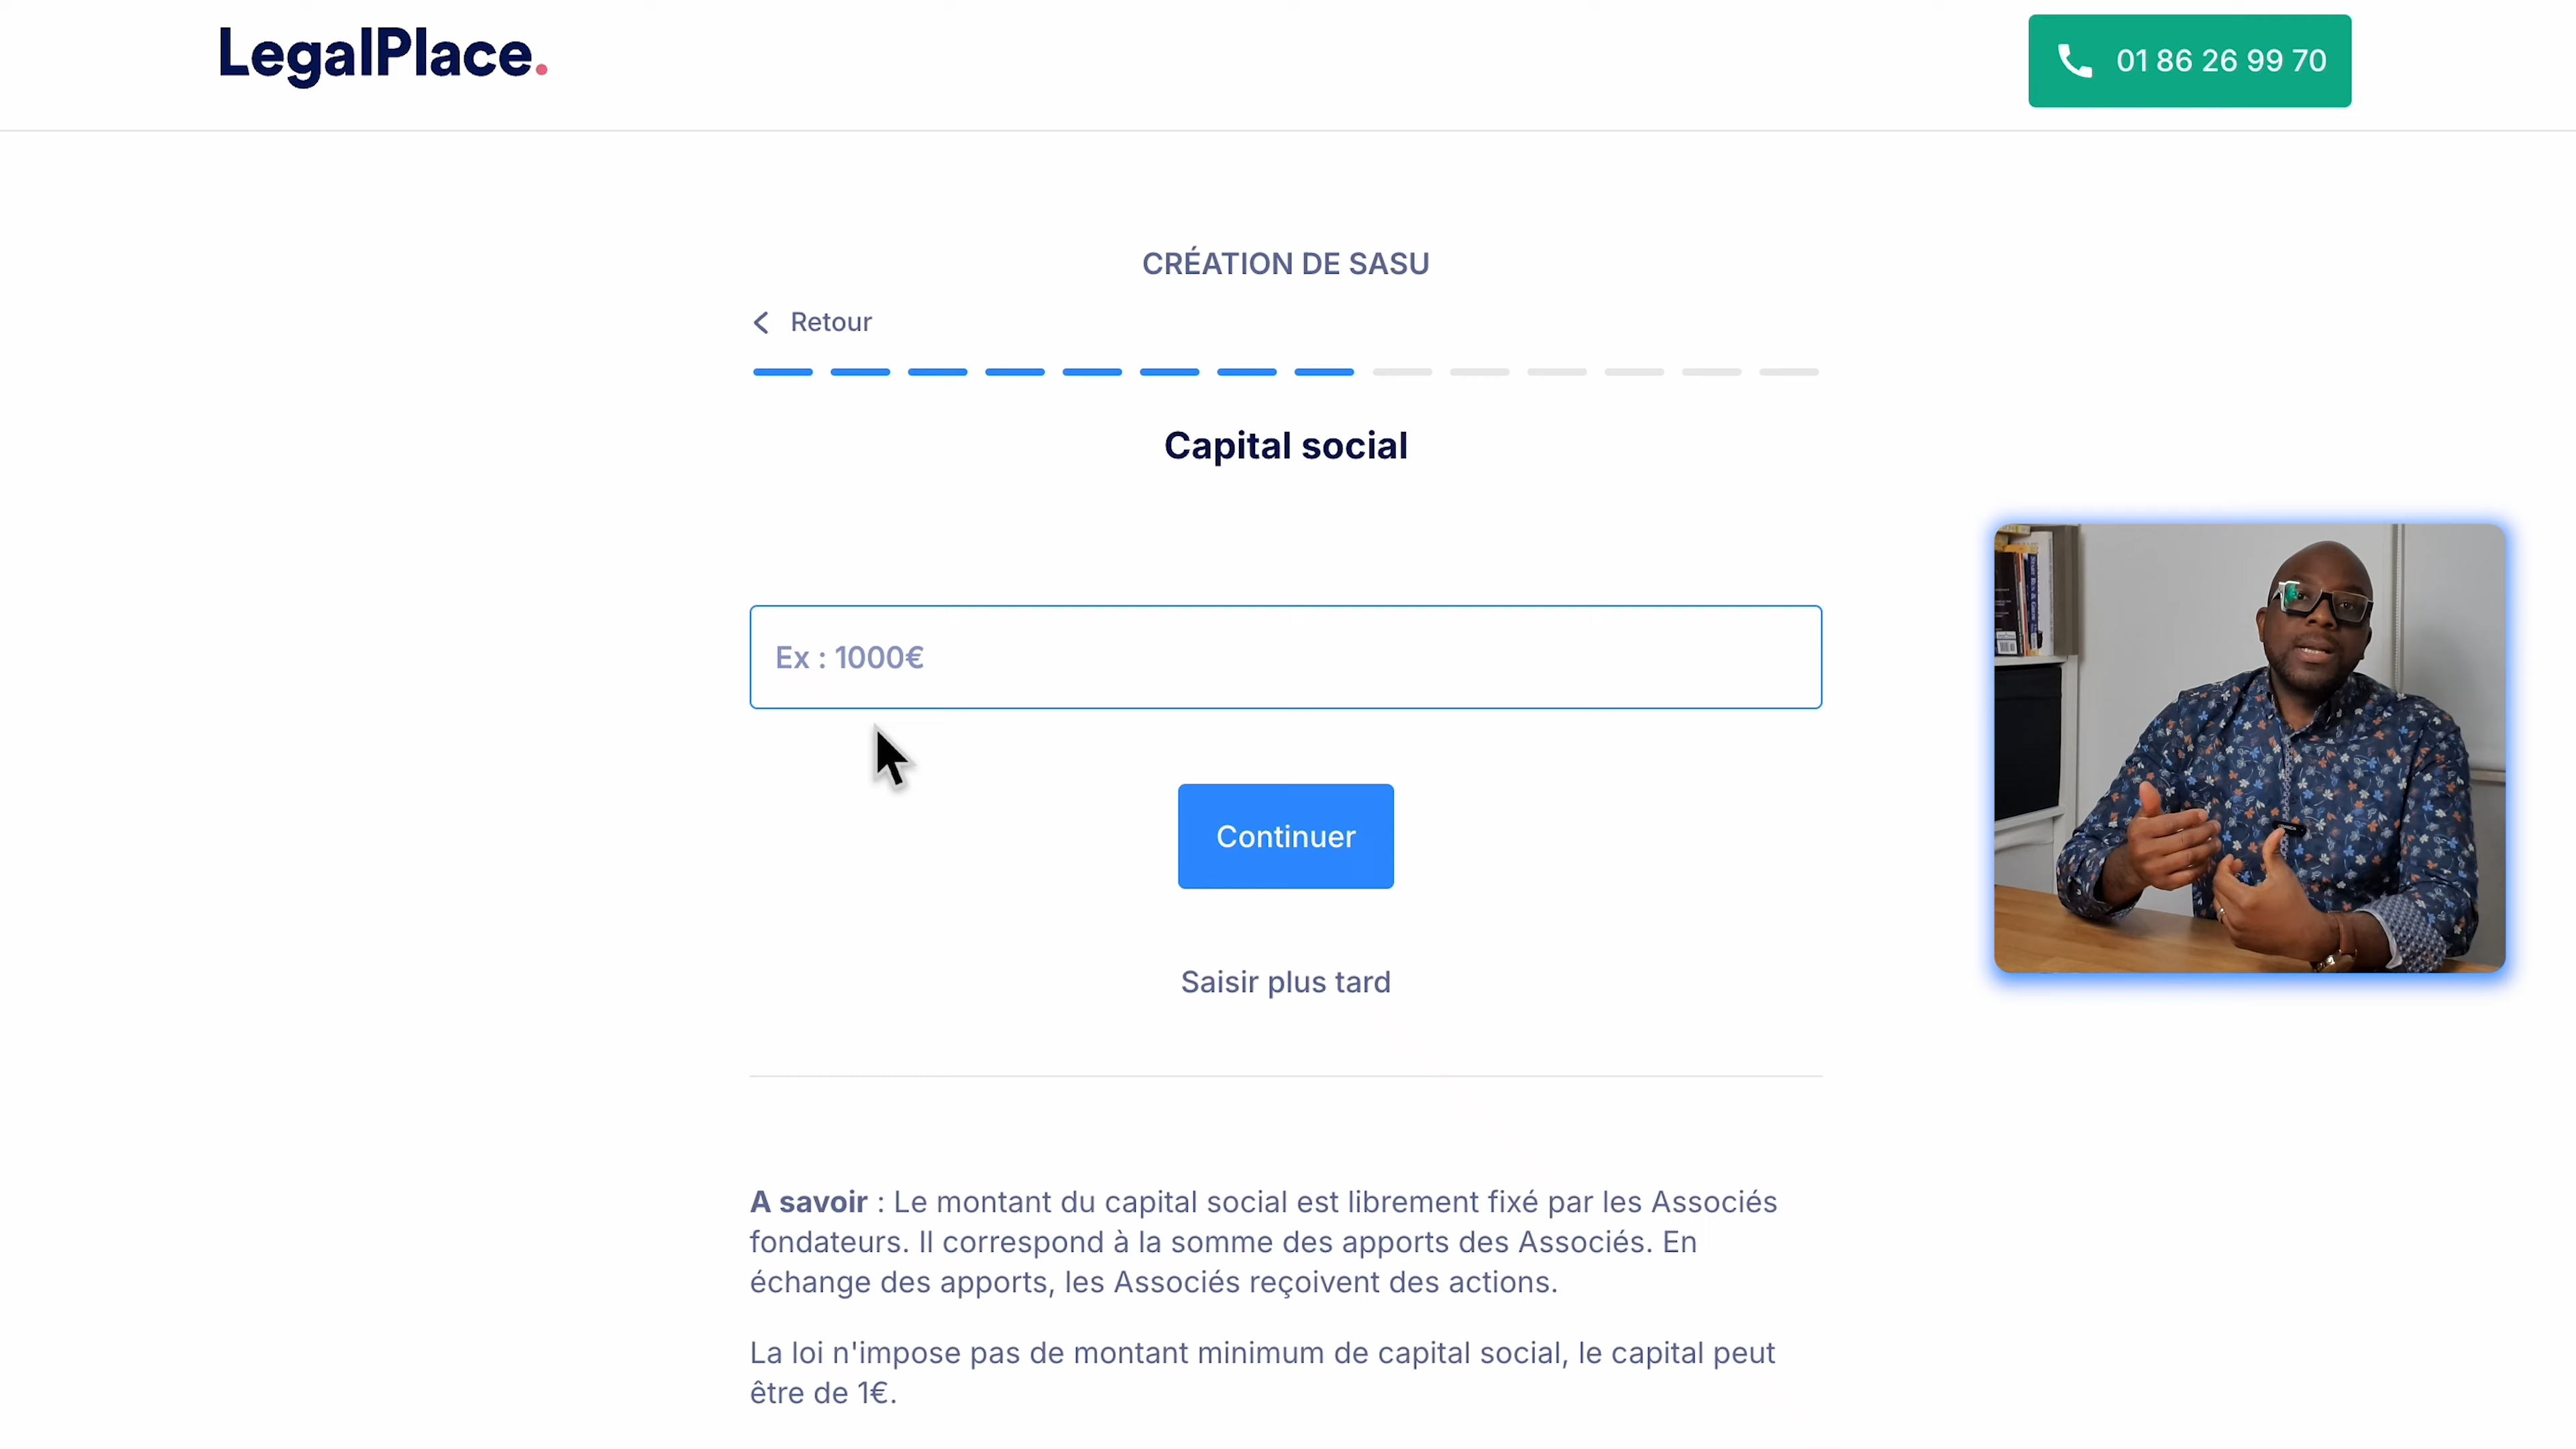 LegalPlace.
01 86 26 99 70
CRÉATION DE SASU
Retour
Capital social
Ex : 1000€
Continuer
Saisir plus tard
A savoir : Le montant du capital social est librement fixé par les Associés
fondateurs. Il correspond à la somme des apports des Associés. En
échange des apports, les Associés reçoivent des actions.
La loi n'impose pas de montant minimum de capital social, le capital peut
être de 1€.